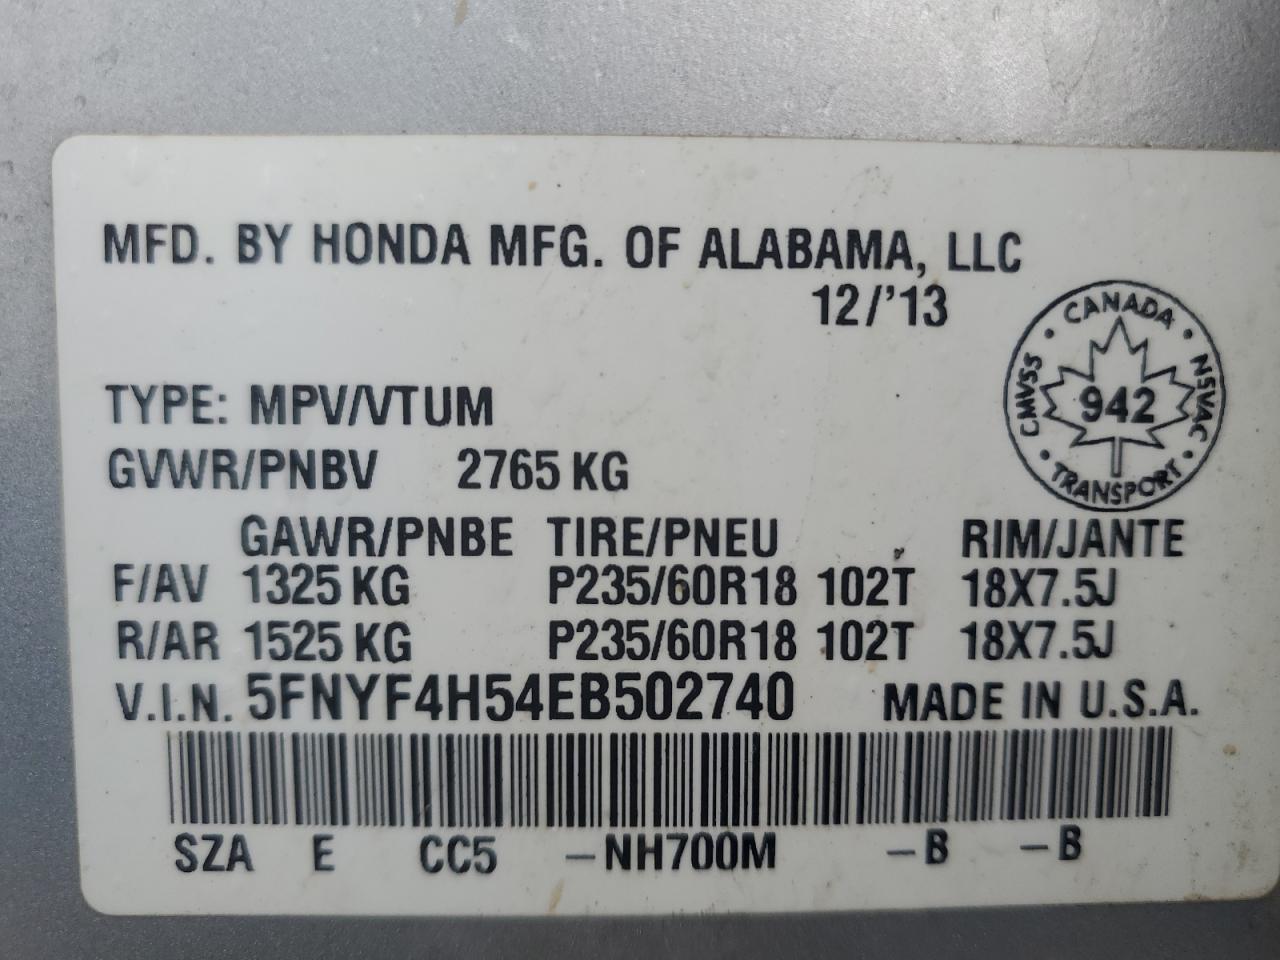 MFD. BY HONDA MFG. OF ALABAMA, LLC
12/'13
CANADA
CMVSS
NSVAC
942
TRANSPORT
TYPE: MPV/VTUM
GVWR/PNBV 2765 KG
GAWR/PNBE TIRE/PNEU RIM/JANTE
F/AV 1325 KG P235/60R18 102T 18X7.5J
R/AR 1525 KG P235/60R18 102T 18X7.5J
V.I.N. 5FNYF4H54EB502740 MADE IN U.S.A.
SZA E CC5 -NH700M -B -B